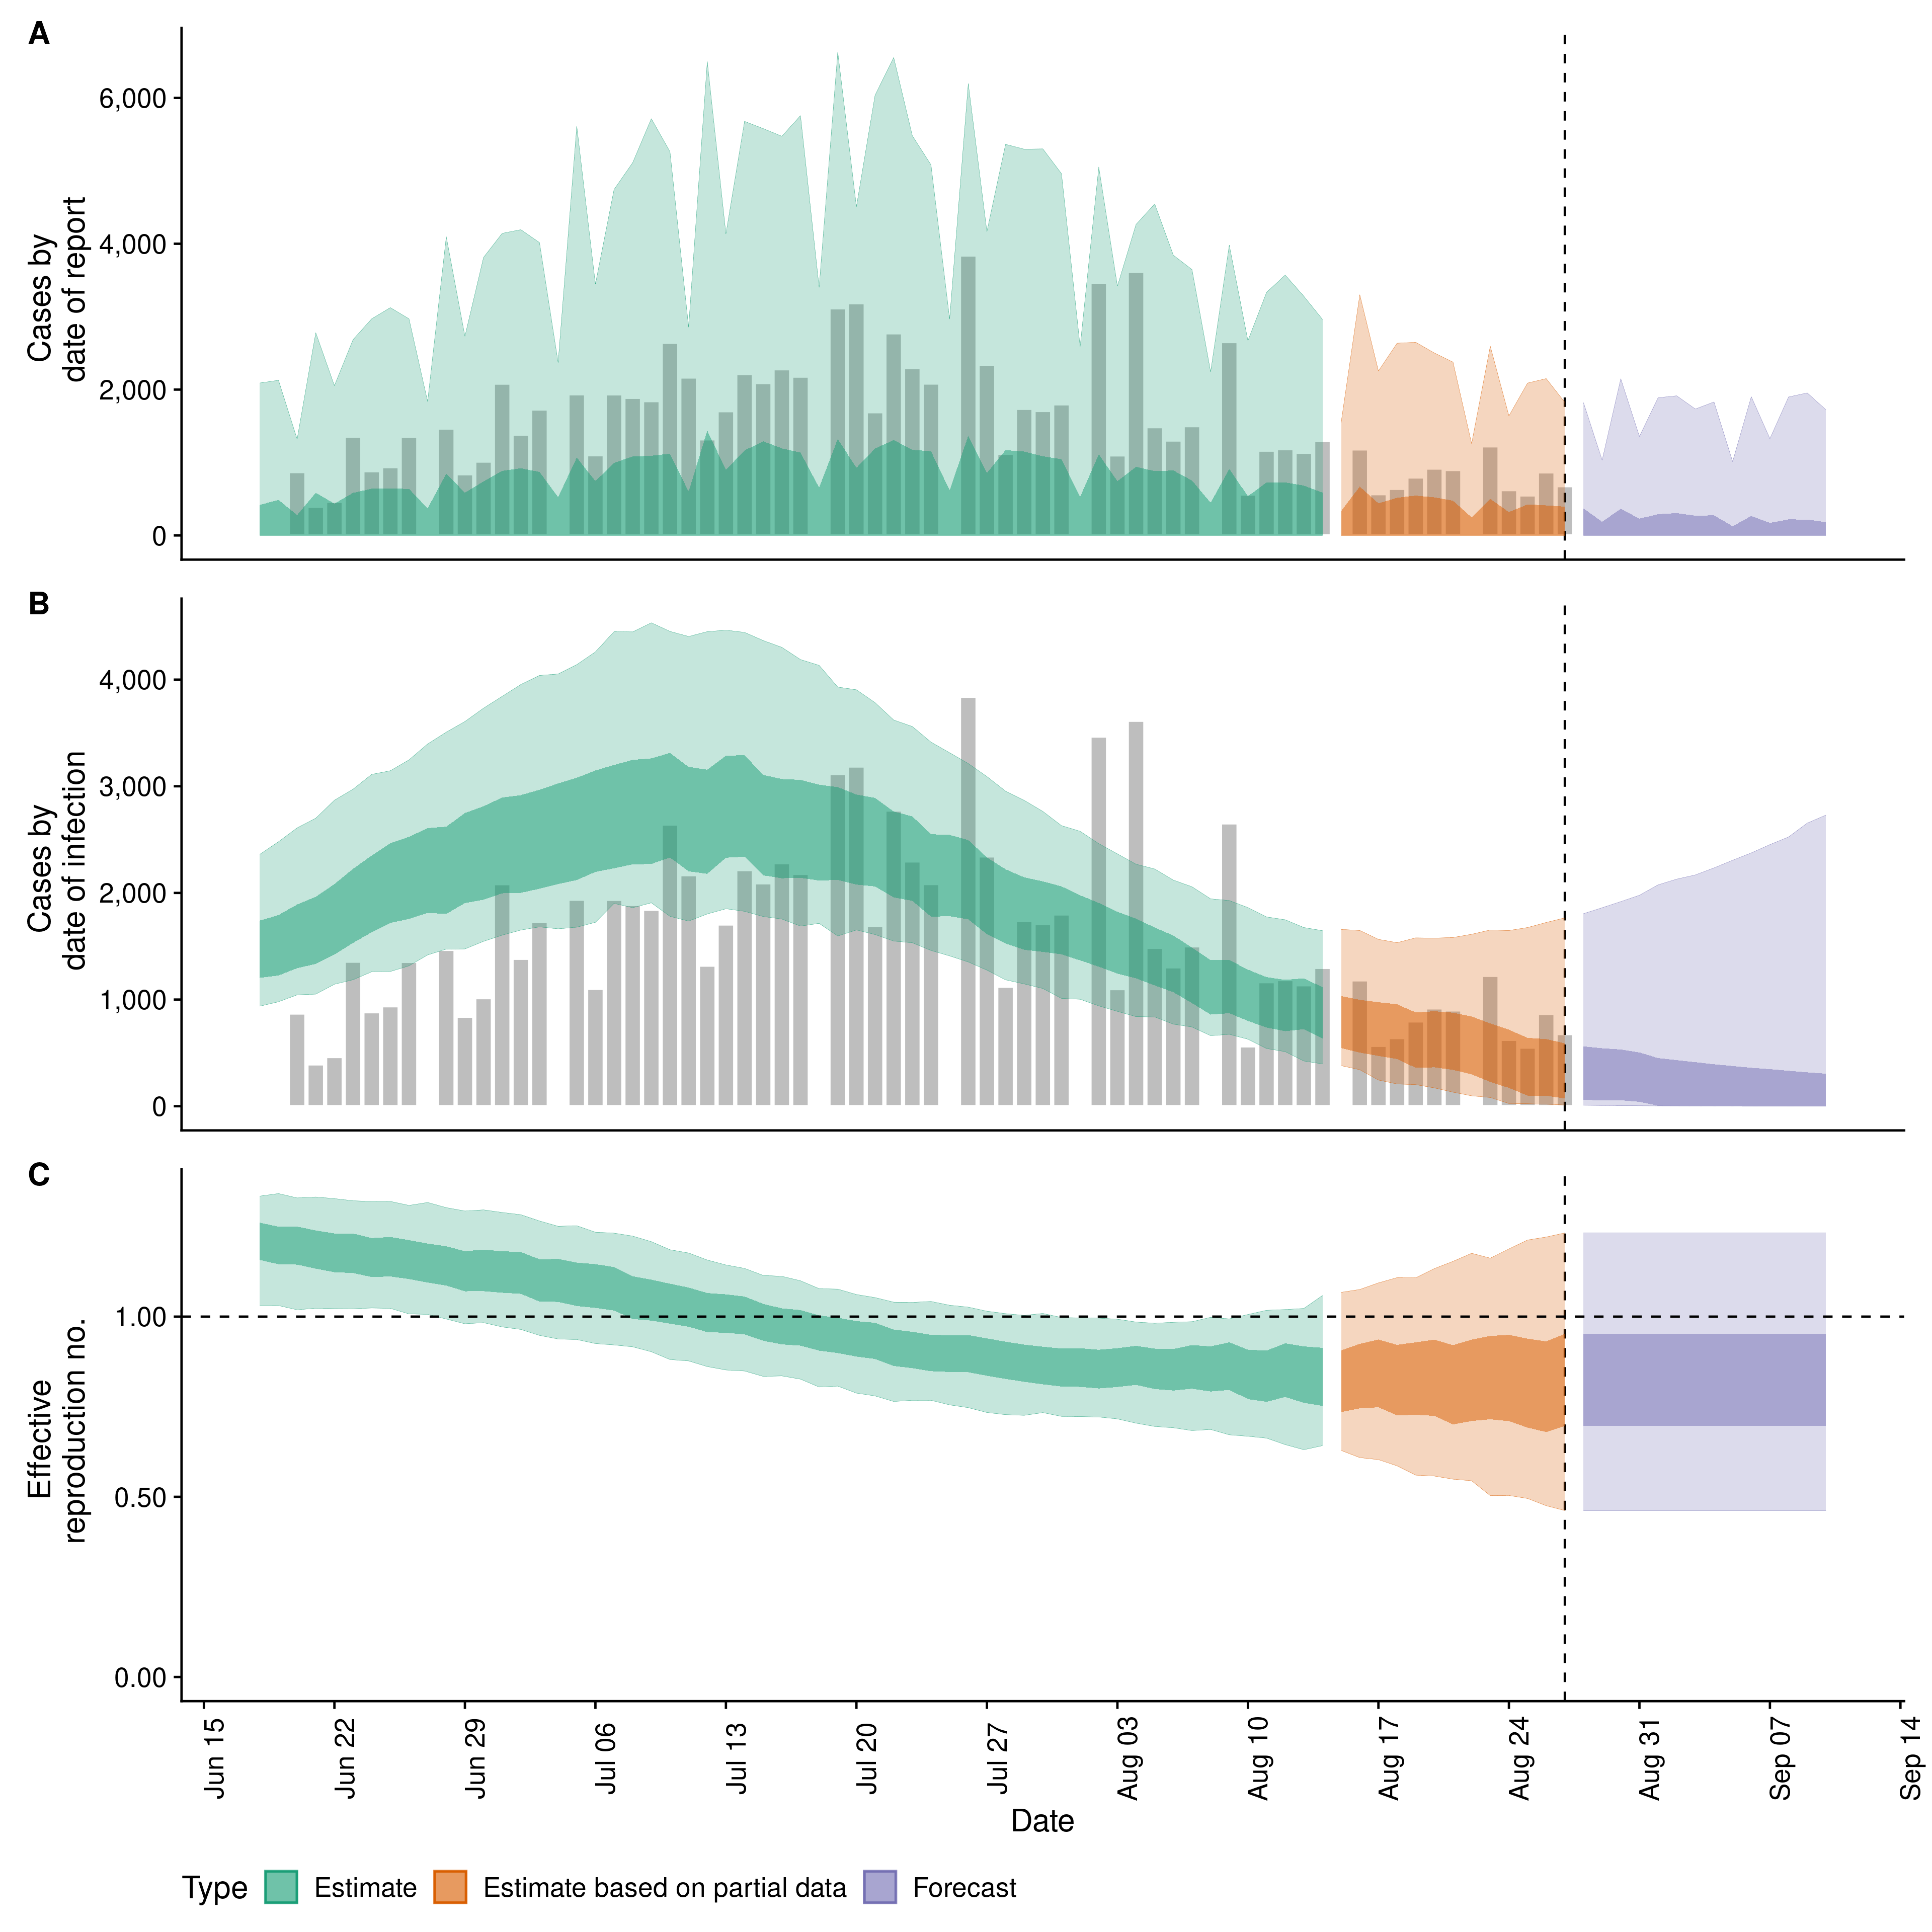 A
Cases by
date of report
6,000
4,000
2,000
0
B
Cases by
date of infection
4,000
3,000
2,000
1,000
0
C
Effective
reproduction no.
1.00
0.50
0.00
Jun 15
Jun 22
Jun 29
Jul 06
Jul 13
Jul 20
Jul 27
Aug 03
Aug 10
Aug 17
Aug 24
Aug 31
Sep 07
Sep 14
Date
Type
Estimate
Estimate based on partial data
Forecast